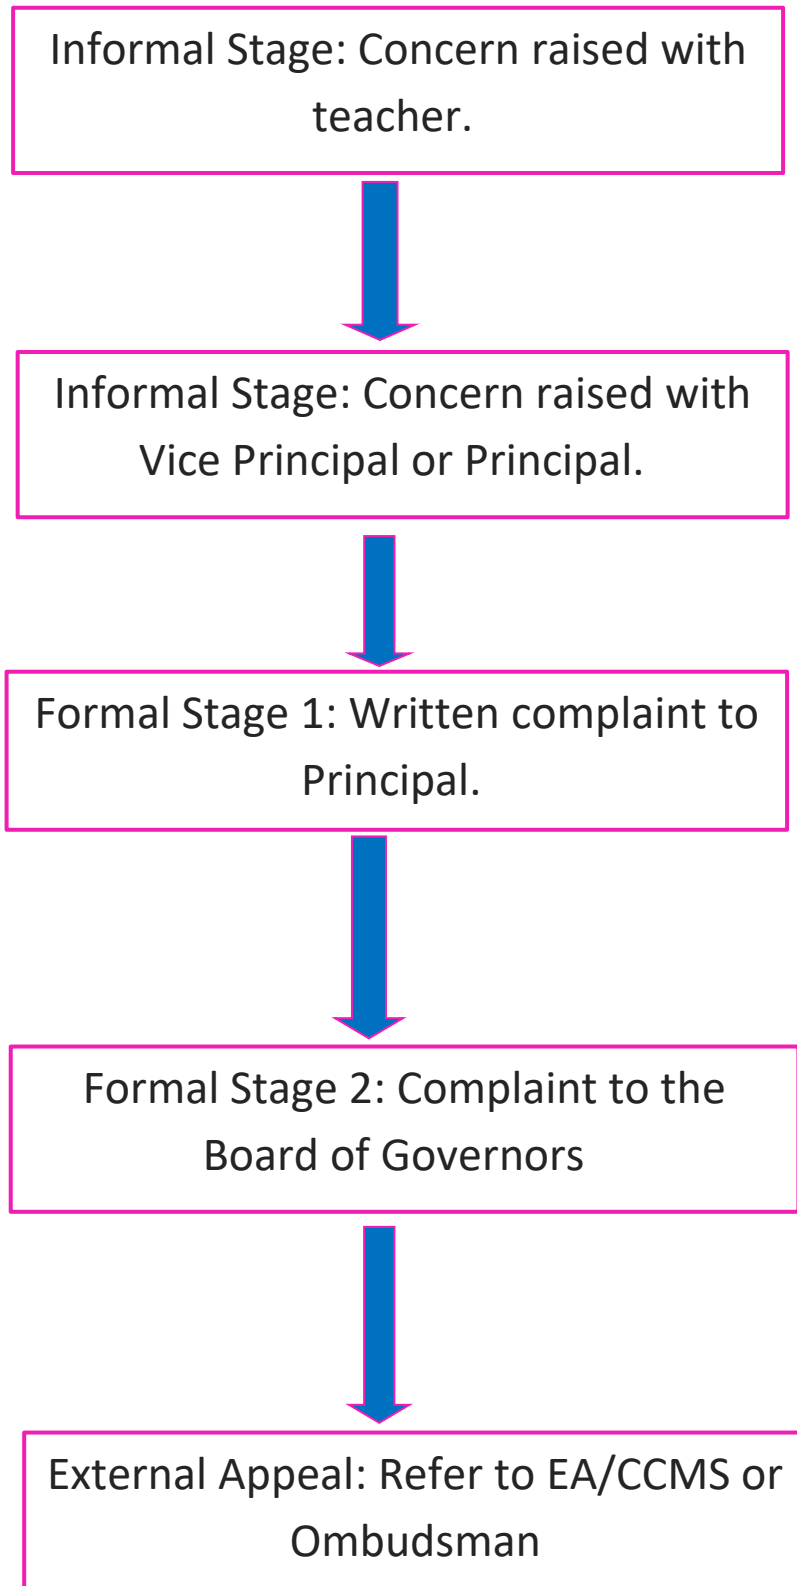 Informal Stage: Concern raised with
teacher.
Informal Stage: Concern raised with
Vice Principal or Principal.
Formal Stage 1: Written complaint to
Principal.
Formal Stage 2: Complaint to the
Board of Governors
External Appeal: Refer to EA/CCMS or
Ombudsman